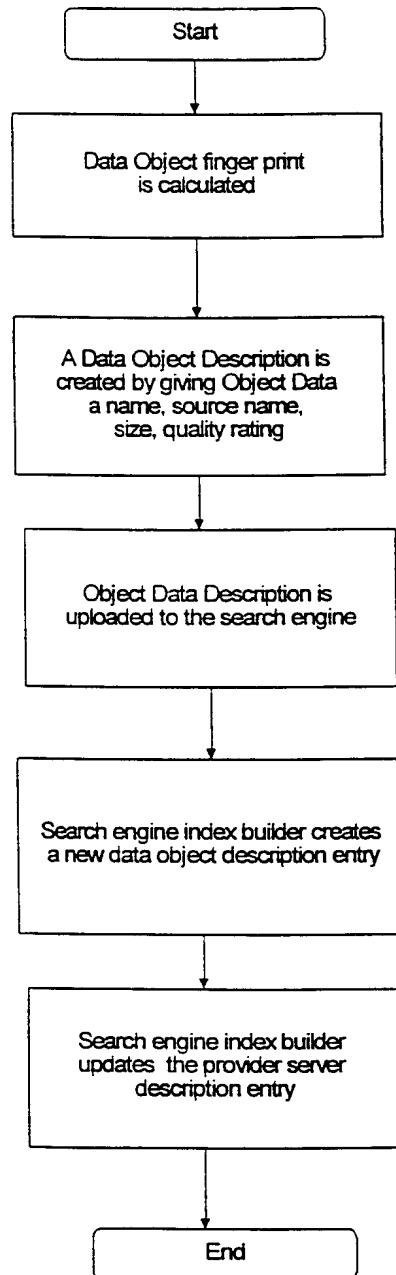 Start
Data Object finger print
is calculated
A Data Object Description is
created by giving Object Data
a name, source name,
size, quality rating
Object Data Description is
uploaded to the search engine
Search engine index builder creates
a new data object description entry
Search engine index builder
updates the provider server
description entry
End